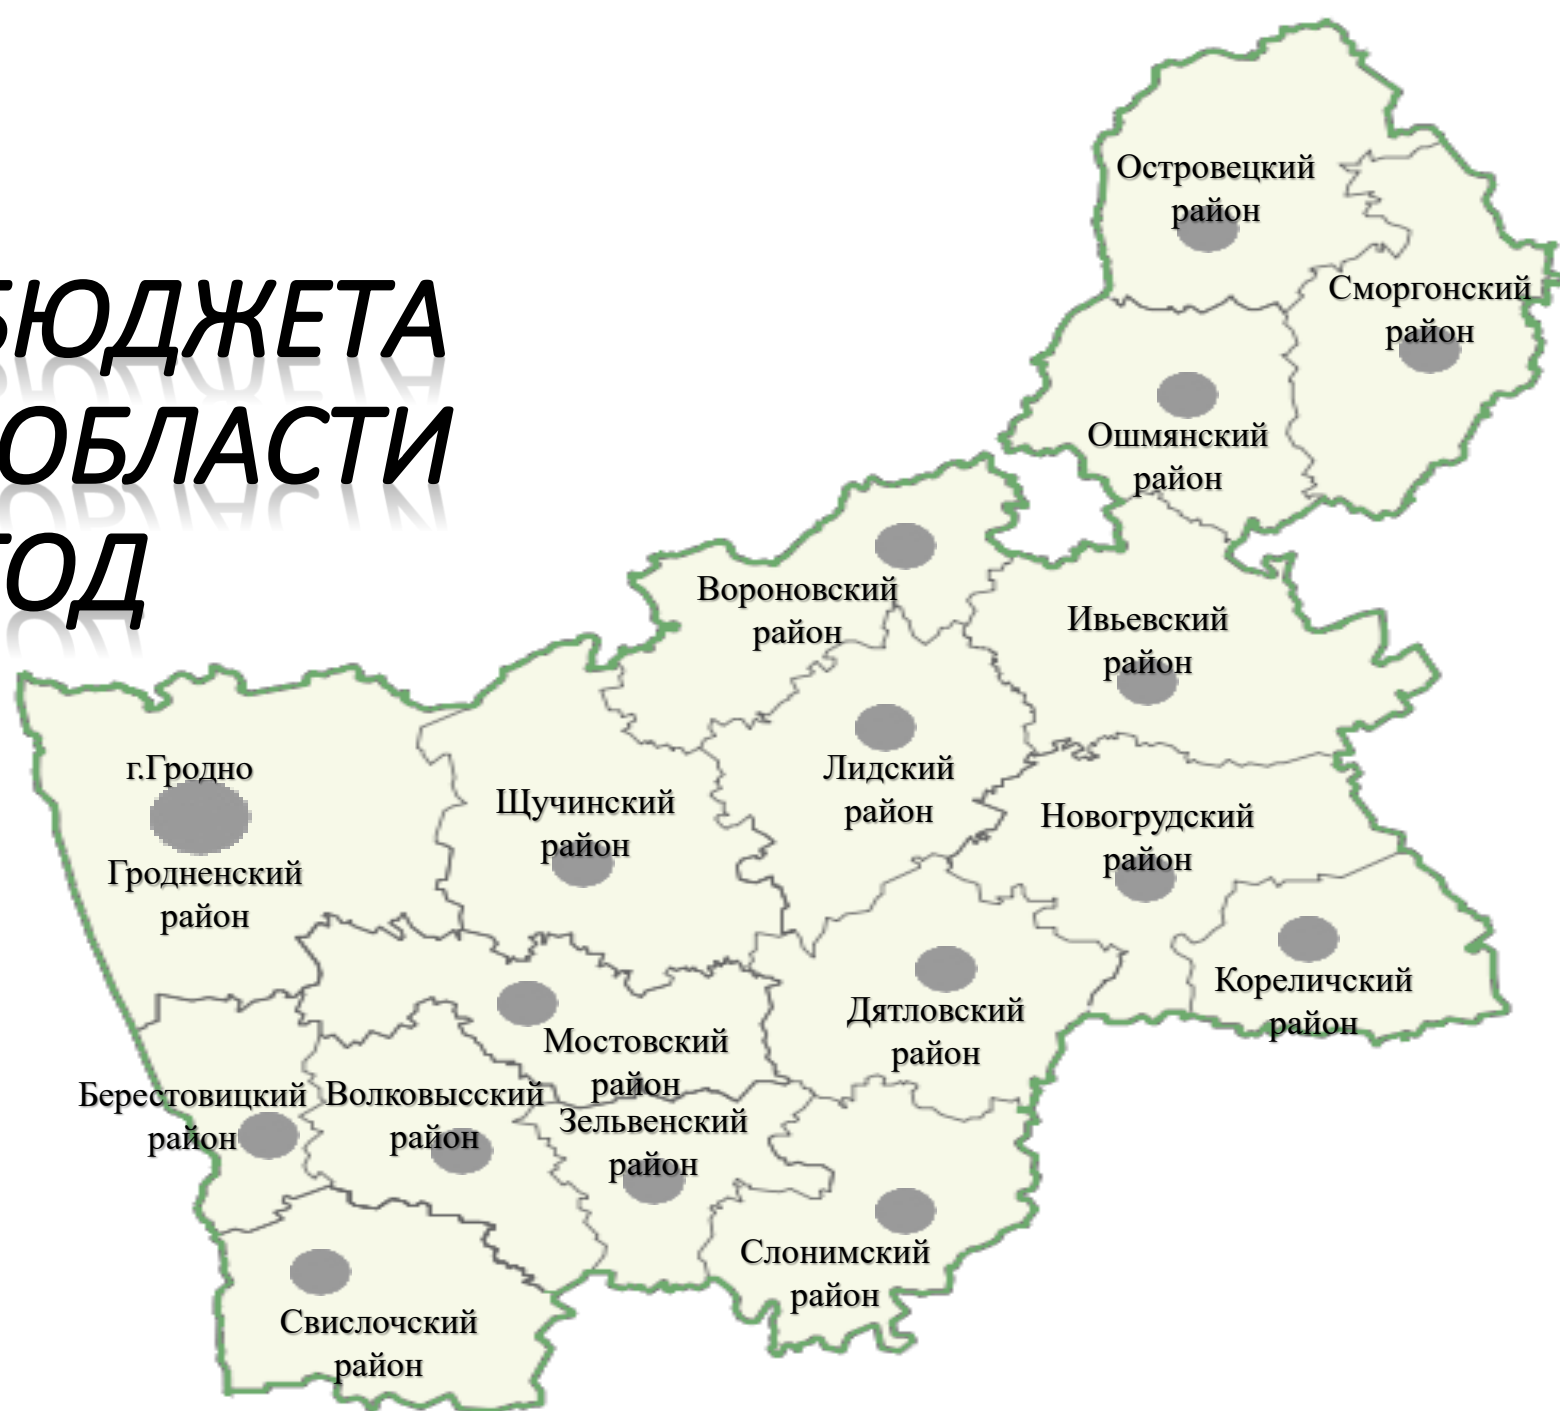 БЮДЖЕТА
ОБЛАСТИ
ГОД
Островецкий
район
Сморгонский
район
Ошмянский
район
Вороновский
район
Ивьевский
район
г.Гродно
Лидский
район
Щучинский
район
Новогрудский
район
Гродненский
район
Кореличский
район
Дятловский
район
Мостовский
район
Берестовицкий
район
Волковысский
район
Зельвенский
район
Слонимский
район
Свислочский
район